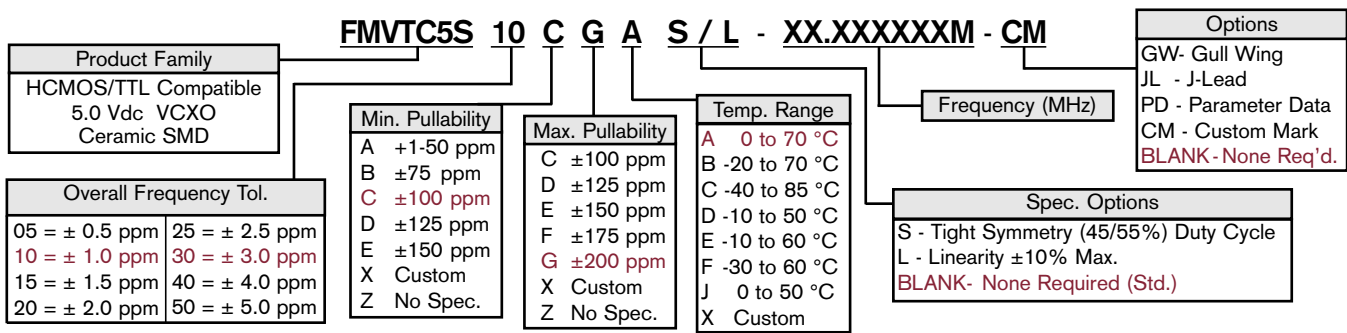 FMVTC5S 10 C G A S / L - XX.XXXXXXM - CM
Product Family
HCMOS/TTL Compatible
5.0 Vdc VCXO
Ceramic SMD
Overall Frequency Tol.
05 = ± 0.5 ppm 25 = ± 2.5 ppm
10 = ± 1.0 ppm 30 = ± 3.0 ppm
15 = ± 1.5 ppm 40 = ± 4.0 ppm
20 = ± 2.0 ppm 50 = ± 5.0 ppm
Min. Pullability
A +1-50 ppm
B ±75 ppm
C ±100 ppm
D ±125 ppm
E ±150 ppm
X Custom
Z No Spec.
Max. Pullability
C ±100 ppm
D ±125 ppm
E ±150 ppm
F ±175 ppm
G ±200 ppm
X Custom
Z No Spec.
Temp. Range
A 0 to 70 °C
B -20 to 70 °C
C -40 to 85 °C
D -10 to 50 °C
E -10 to 60 °C
F -30 to 60 °C
J 0 to 50 °C
X Custom
Frequency (MHz)
Spec. Options
S - Tight Symmetry (45/55%) Duty Cycle
L - Linearity ±10% Max.
BLANK- None Required (Std.)
Options
GW- Gull Wing
JL - J-Lead
PD - Parameter Data
CM - Custom Mark
BLANK-None Req'd.